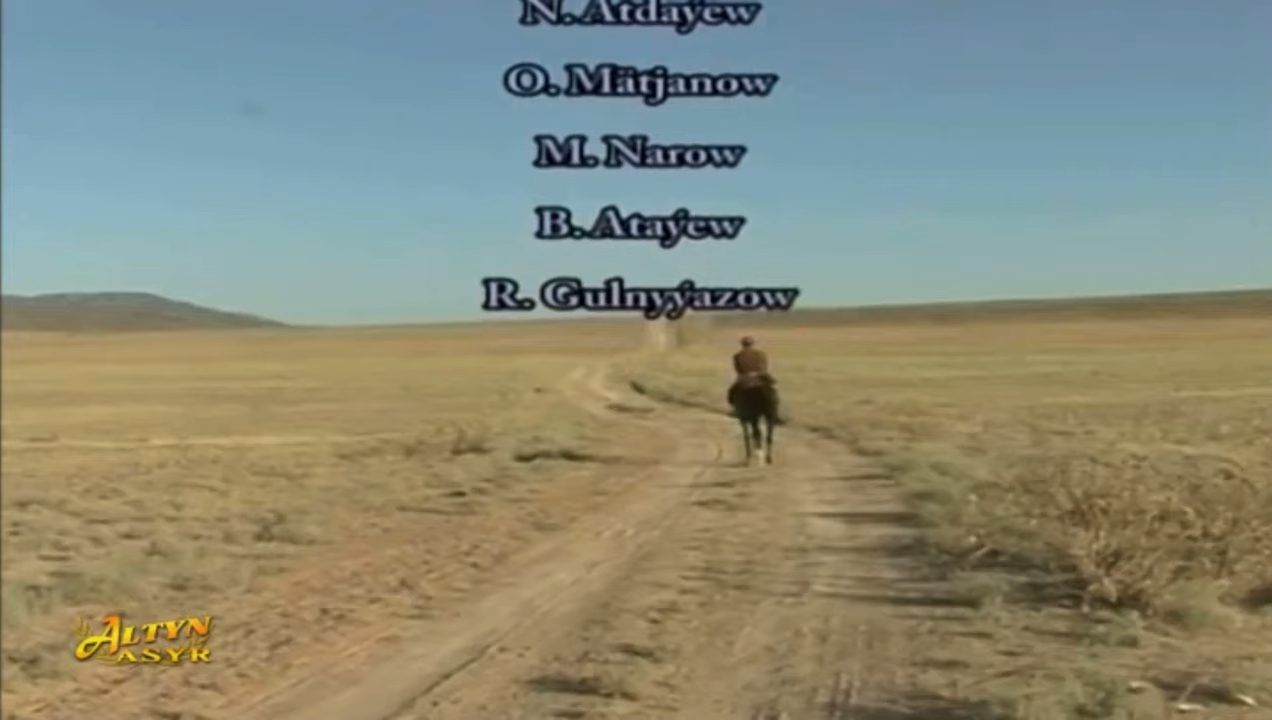 N. Atdaýew
O. Mätjanow
M. Narow
B. Ataýew
R. Gulnyýazow
ALTYN
ASYR